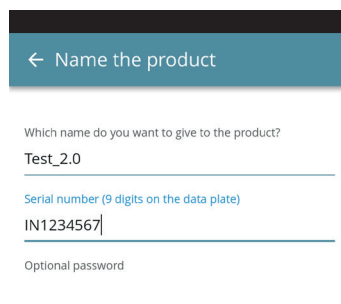 Name the product
Which name do you want to give to the product?
Test_2.0
Serial number (9 digits on the data plate)
IN1234567
Optional password